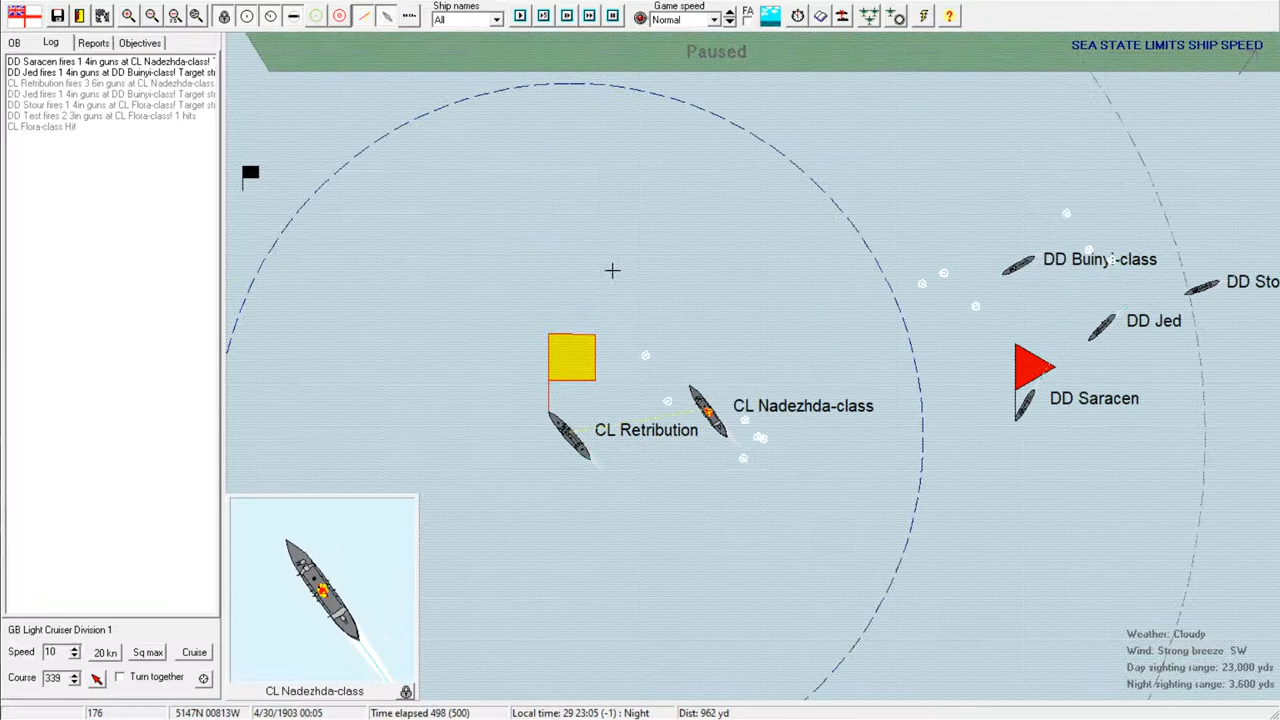 Ship names
All
Game speed
Normal
FA
OB
Log
Reports
Objectives
Paused
SEA STATE LIMITS SHIP SPEED
DD Saracen fires 1 4in guns at CL Nadezhda-class!
DD Jed fires 1 4in guns at DD Buinyi-class! Target
CL Retribution fires 3 6in guns at CL Nadezhda-class
DD Jed fires 1 4in guns at DD Buinyi-class! Target
DD Stour fires 1 4in guns at CL Flora-class! Target
DD Test fires 2 3in guns at CL Flora-class! 1 hits
CL Flora-class Hit
DD Buinyi-class
DD Sto
DD Jed
DD Saracen
CL Nadezhda-class
CL Retribution
GB Light Cruiser Division 1
Speed 10 20 kn Sq max Cruise
Course 339 Turn together
CL Nadezhda-class
Weather: Cloudy
Wind: Strong breeze SW
Day sighting range: 23,000 yds
Night sighting range: 3,600 yds
176 5147N 00813W 4/30/1903 00:05 Time elapsed 498 (500) Local time: 29 23:05 (-1) : Night Dist: 962 yd